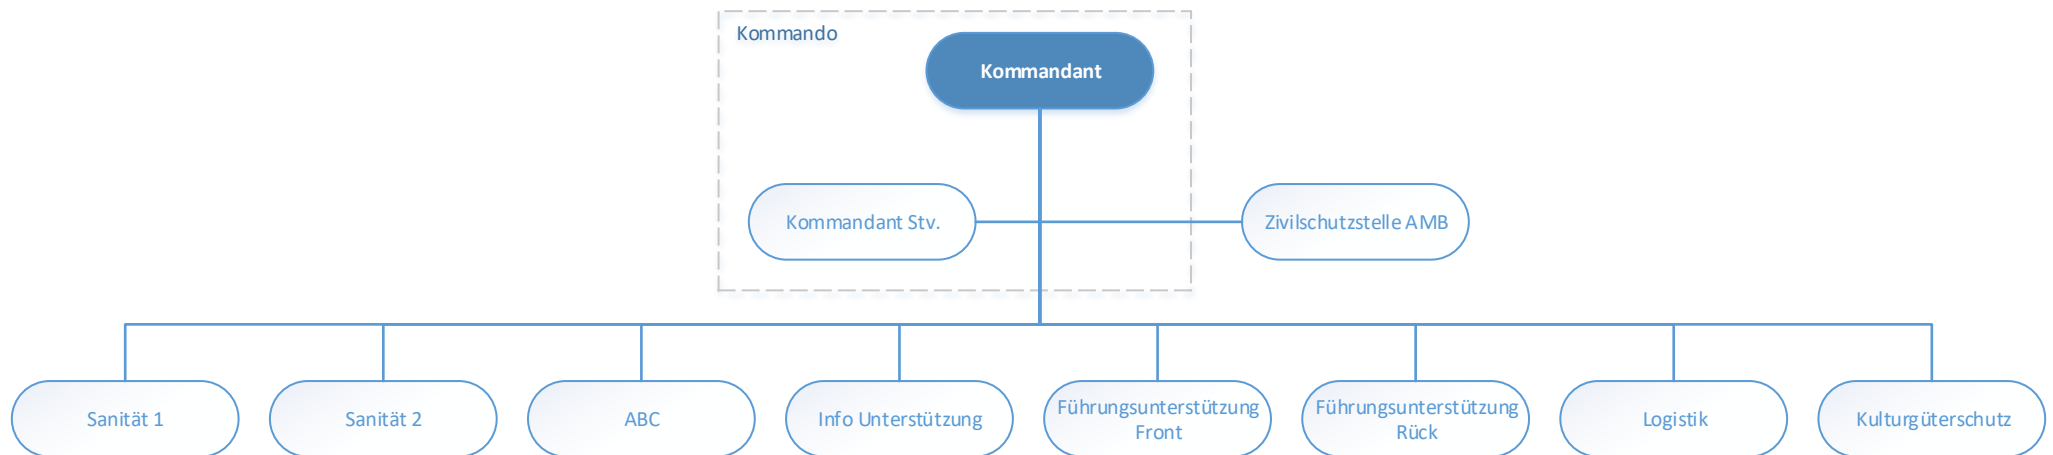 Kommando
Kommandant
Kommandant Stv.
Zivilschutzstelle AMB
Sanität 1
Sanität 2
ABC
Info Unterstützung
Führungsunterstützung
Front
Führungsunterstützung
Rück
Logistik
Kulturgüterschutz